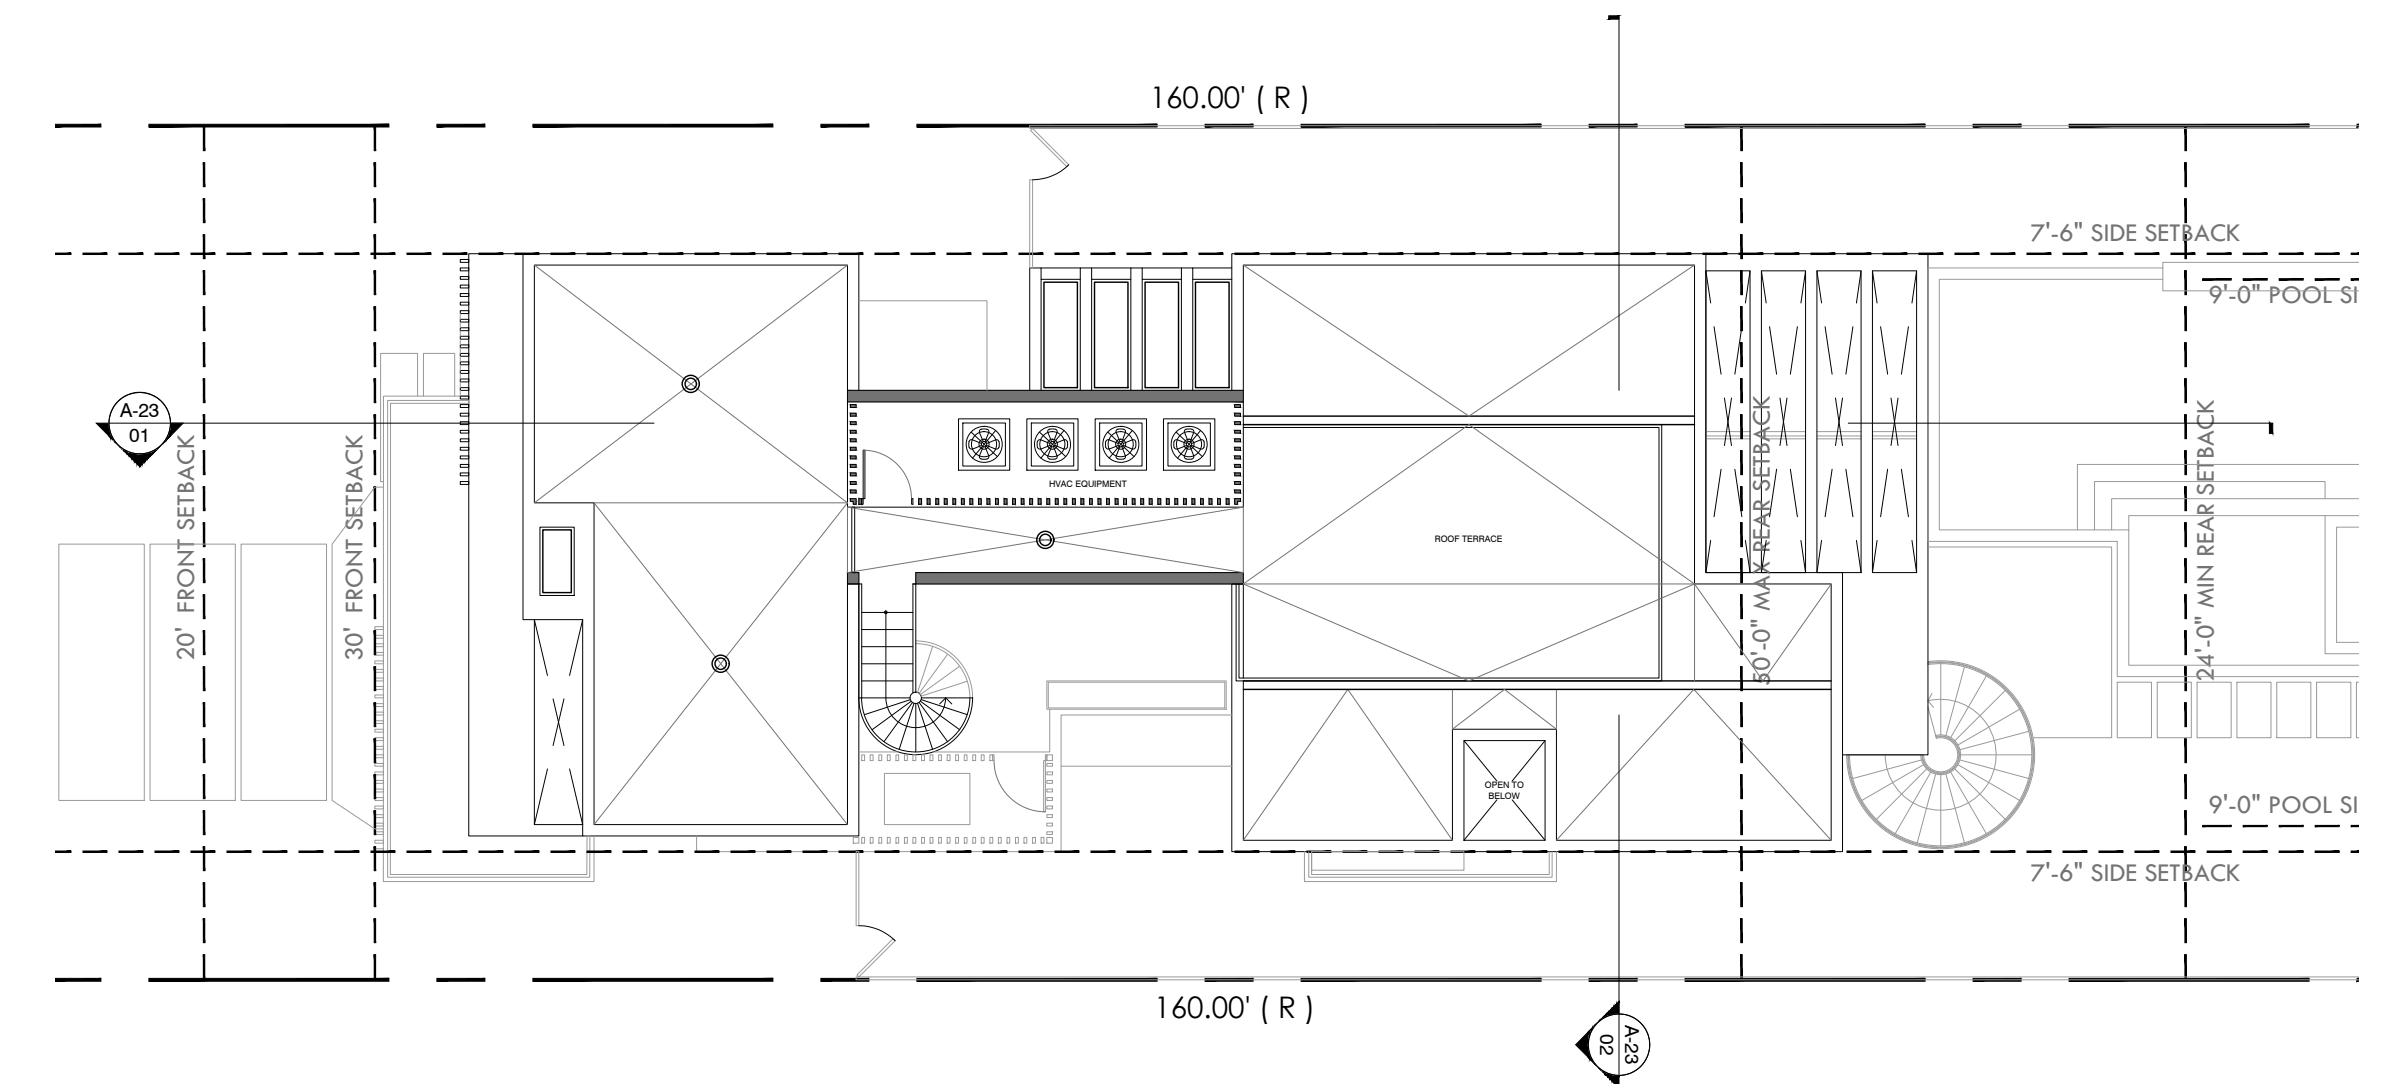 160.00' ( R )
7'-6" SIDE SETBACK
9'-0" POOL SI
A-23
01
20' FRONT SETBACK
30' FRONT SETBACK
HVAC EQUIPMENT
ROOF TERRACE
50'-0" MAX REAR SETBACK
24'-0" MIN REAR SETBACK
OPEN TO
BELOW
9'-0" POOL SI
7'-6" SIDE SETBACK
160.00' ( R )
A-23
02